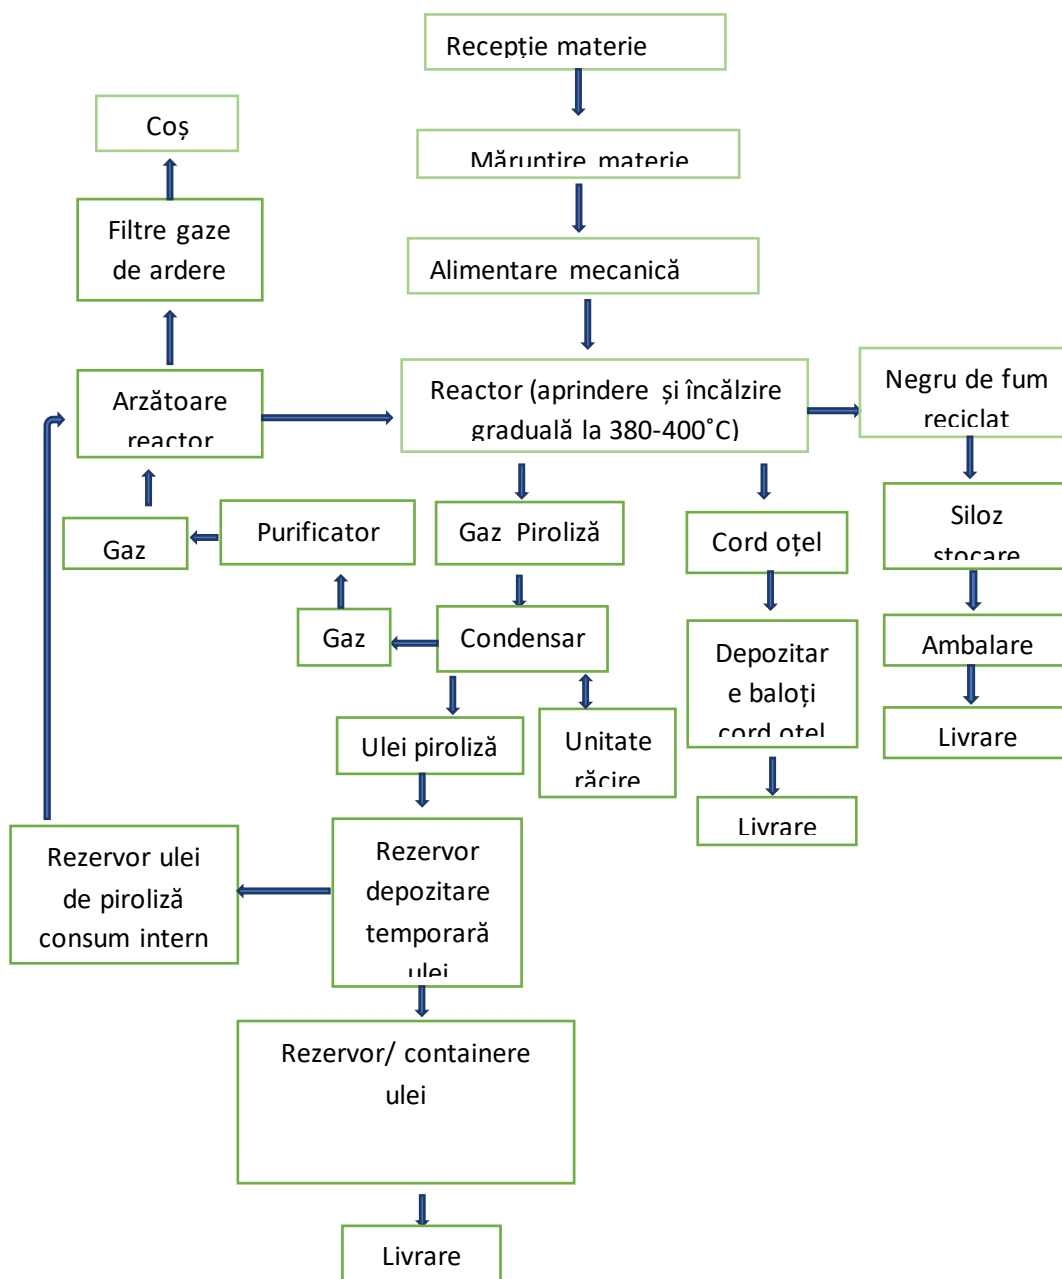 Recepție materie
Coș
Măruntire materie
Filtre gaze
de ardere
Alimentare mecanică
Arzătoare
reactor
Reactor (aprindere și încălzire
graduală la 380-400˚C)
Negru de fum
reciclat
Gaz
Purificator
Gaz Piroliză
Cord oțel
Siloz
stocare
Gaz
Condensar
Depozitar
e baloți
cord oțel
Ambalare
Ulei piroliză
Unitate
răcire
Livrare
Livrare
Rezervor ulei
de piroliză
consum intern
Rezervor
depozitare
temporară
ulei
Rezervor/ containere
ulei
Livrare